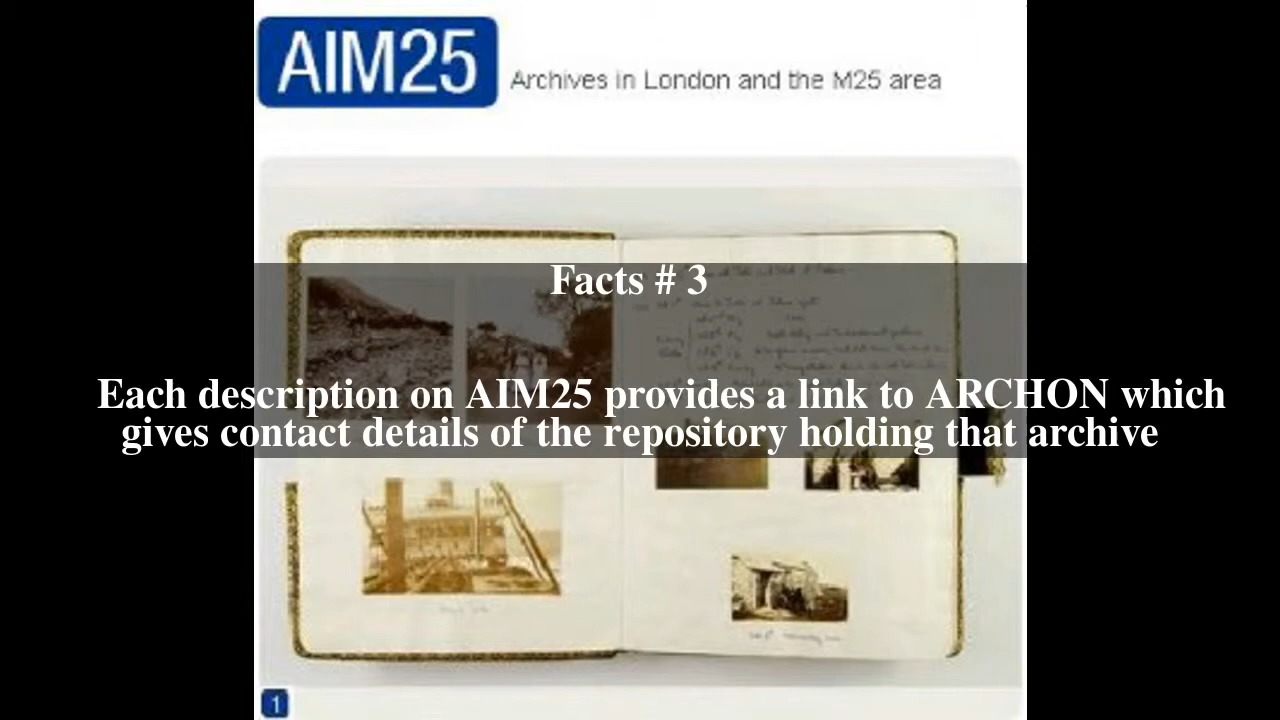 AIM25
Archives in London and the M25 area
Facts # 3
Each description on AIM25 provides a link to ARCHON which
gives contact details of the repository holding that archive
1